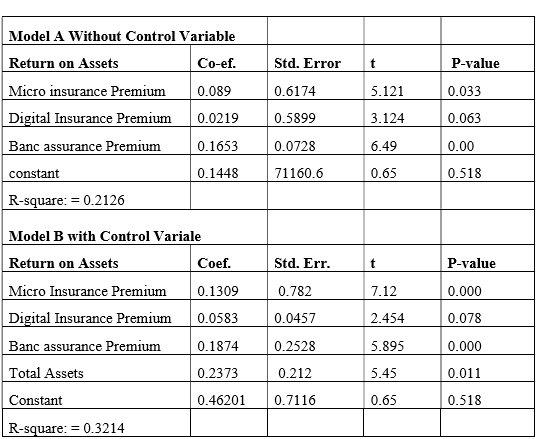 Model A Without Control Variable
Return on Assets Co-ef. Std. Error t P-value
Micro insurance Premium 0.089 0.6174 5.121 0.033
Digital Insurance Premium 0.0219 0.5899 3.124 0.063
Banc assurance Premium 0.1653 0.0728 6.49 0.00
constant 0.1448 71160.6 0.65 0.518
R-square: = 0.2126
Model B with Control Variale
Return on Assets Coef. Std. Err. t P-value
Micro Insurance Premium 0.1309 0.782 7.12 0.000
Digital Insurance Premium 0.0583 0.0457 2.454 0.078
Banc assurance Premium 0.1874 0.2528 5.895 0.000
Total Assets 0.2373 0.212 5.45 0.011
Constant 0.46201 0.7116 0.65 0.518
R-square: = 0.3214